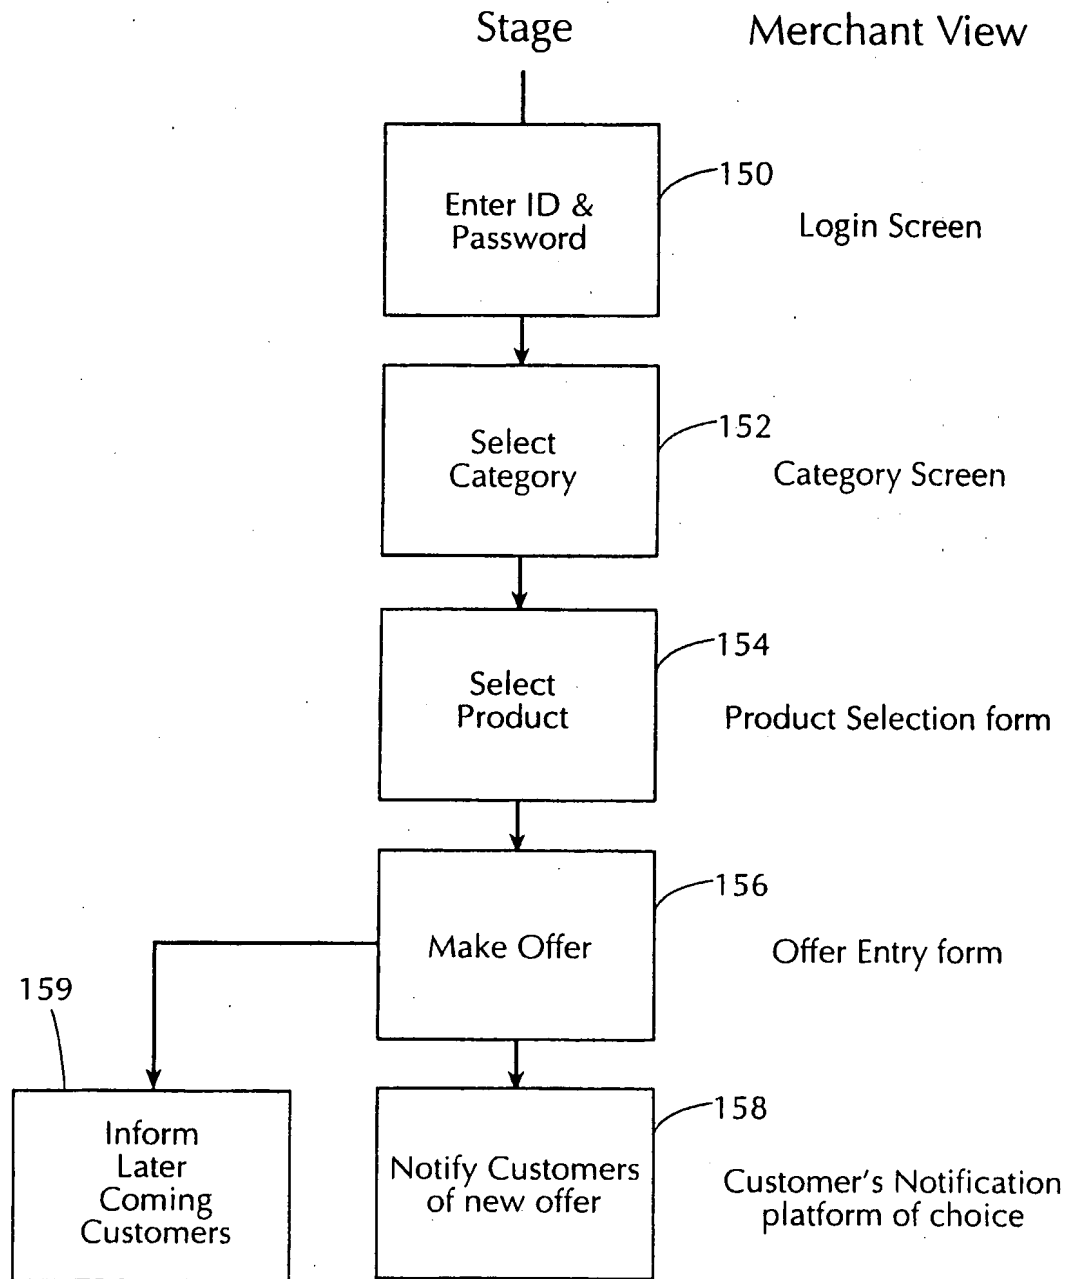 Stage
Merchant View
150
Enter ID &
Password
Login Screen
152
Select
Category
Category Screen
154
Select
Product
Product Selection form
156
Make Offer
Offer Entry form
159
158
Inform
Later
Coming
Customers
Notify Customers
of new offer
Customer's Notification
platform of choice